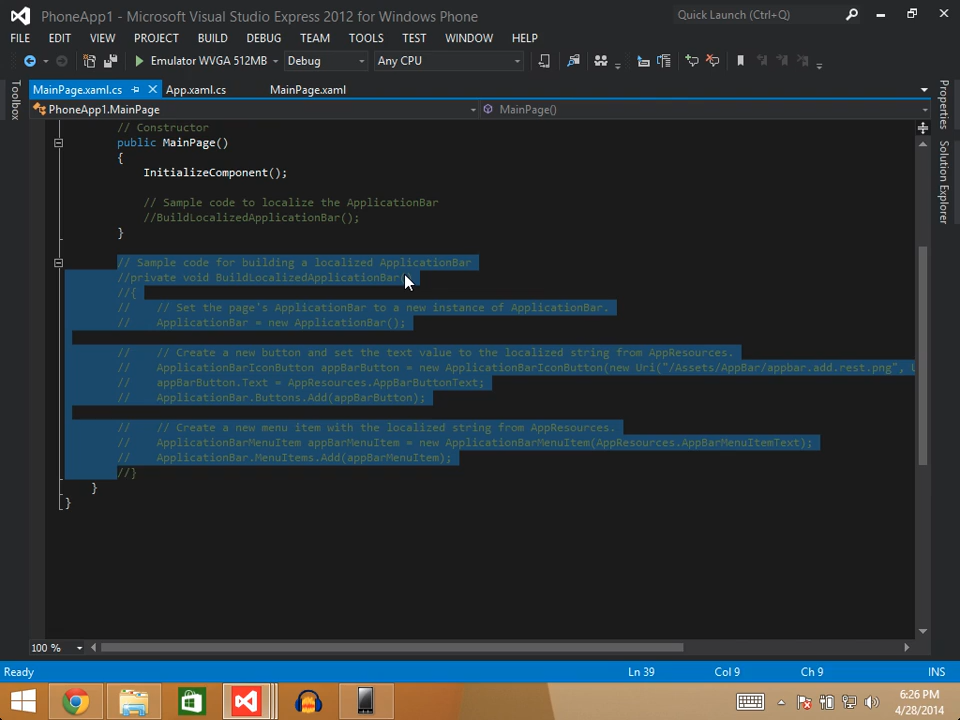 PhoneApp1 - Microsoft Visual Studio Express 2012 for Windows Phone
Quick Launch (Ctrl+Q)
FILE EDIT VIEW PROJECT BUILD DEBUG TEAM TOOLS TEST WINDOW HELP
Emulator WVGA 512MB Debug Any CPU
MainPage.xaml.cs App.xaml.cs MainPage.xaml
PhoneApp1.MainPage MainPage()
Toolbox
Properties
Solution Explorer
// Constructor
public MainPage()
{
InitializeComponent();
// Sample code to localize the ApplicationBar
//BuildLocalizedApplicationBar();
}
// Sample code for building a localized ApplicationBar
//private void BuildLocalizedApplicationBar()
//{
// // Set the page's ApplicationBar to a new instance of ApplicationBar.
// ApplicationBar = new ApplicationBar();
// // Create a new button and set the text value to the localized string from AppResources.
// ApplicationBarIconButton appBarButton = new ApplicationBarIconButton(new Uri("/Assets/AppBar/appbar.add.rest.png",
// appBarButton.Text = AppResources.AppBarButtonText;
// ApplicationBar.Buttons.Add(appBarButton);
// // Create a new menu item with the localized string from AppResources.
// ApplicationBarMenuItem appBarMenuItem = new ApplicationBarMenuItem(AppResources.AppBarMenuItemText);
// ApplicationBar.MenuItems.Add(appBarMenuItem);
//}
}
}
100 %
Ready Ln 39 Col 9 Ch 9 INS
6:26 PM
4/28/2014